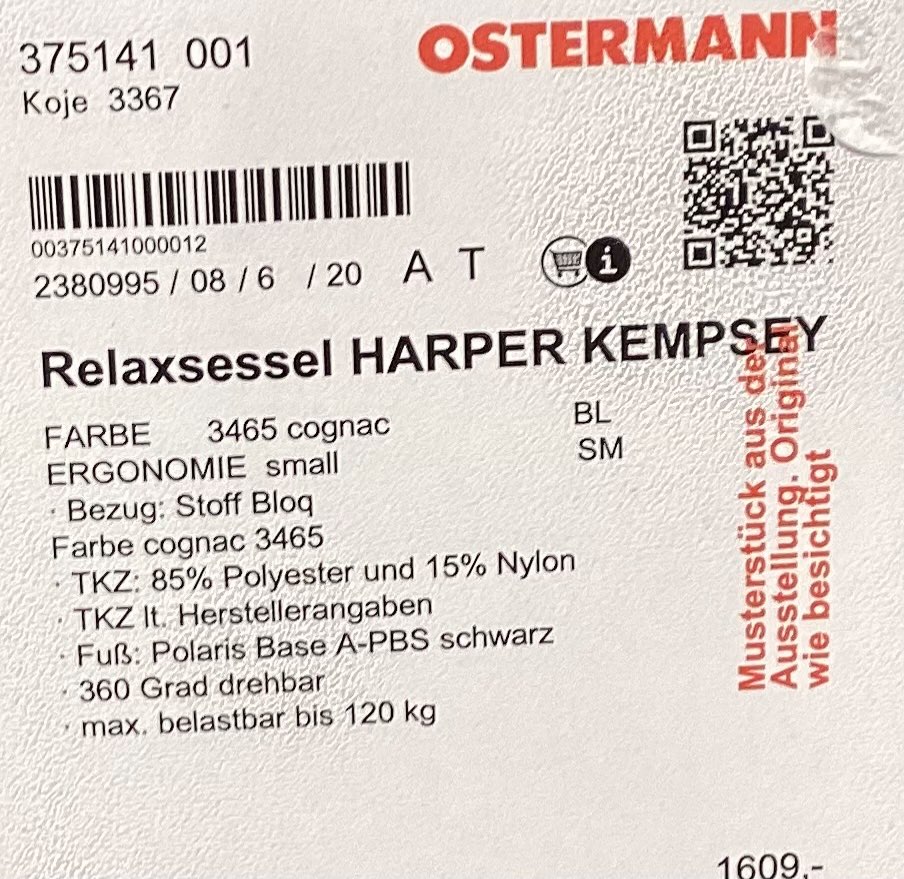 375141 001
OSTERMANN
Koje 3367
00375141000012
2380995 / 08 / 6 / 20 A T
i
Relaxsessel HARPER KEMPSEY
FARBE 3465 cognac BL
ERGONOMIE small SM
· Bezug: Stoff Bloq
Farbe cognac 3465
· TKZ: 85% Polyester und 15% Nylon
· TKZ lt. Herstellerangaben
· Fuß: Polaris Base A-PBS schwarz
· 360 Grad drehbar
· max. belastbar bis 120 kg
Musterstück aus der
Ausstellung. Original
wie besichtigt
1609,-